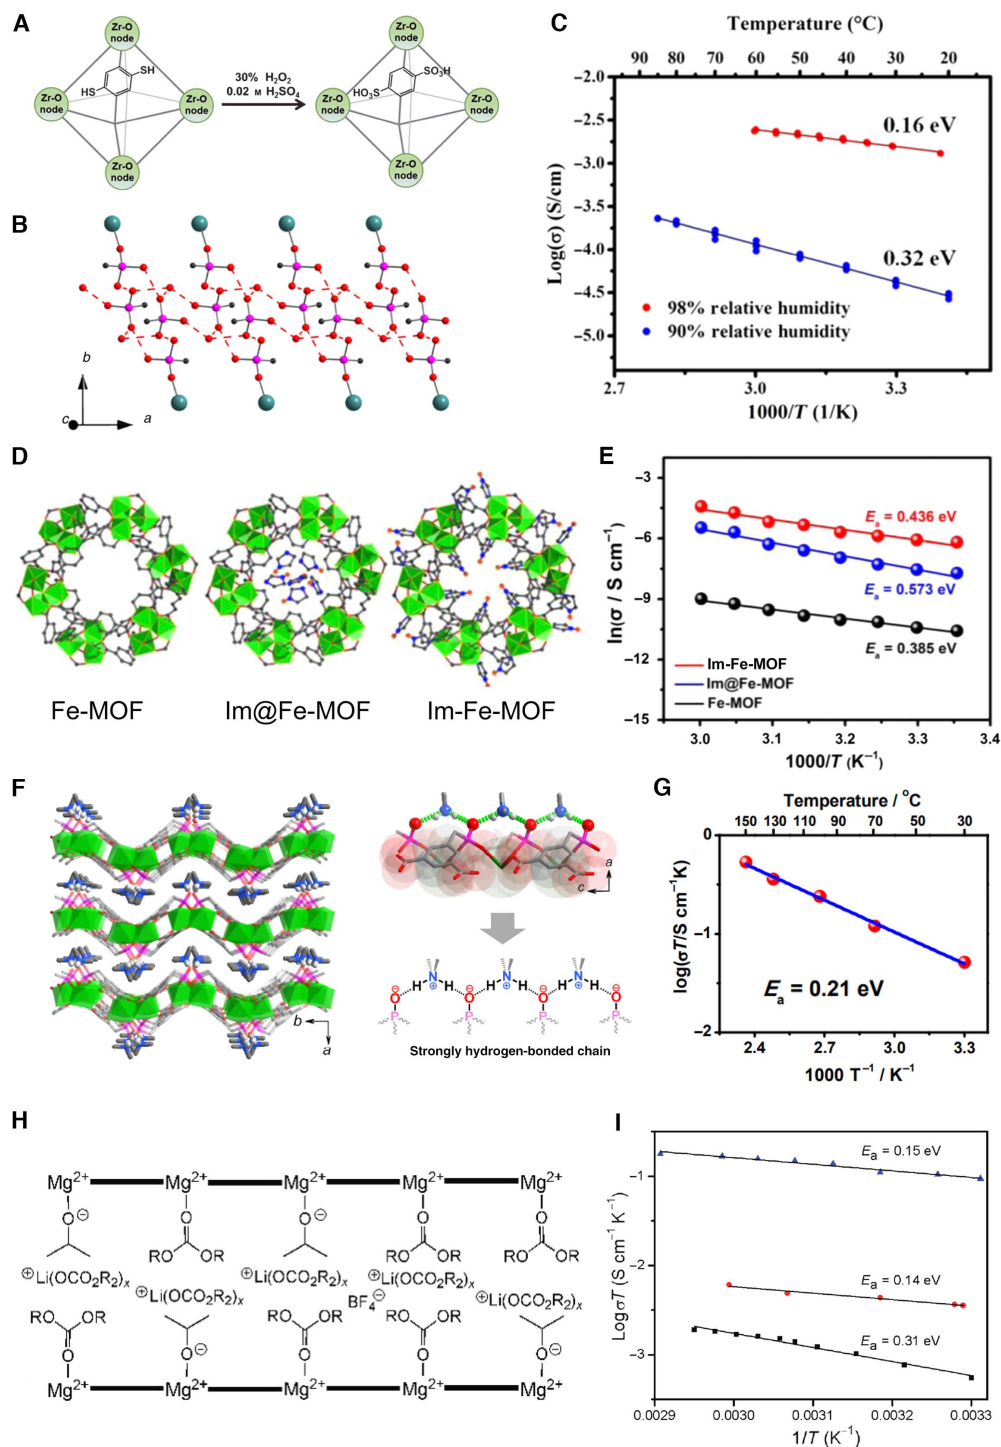 A
Zr-O
node
Zr-O
node
Zr-O
node
Zr-O
node
SH
HS
30% H₂O₂
0.02 M H₂SO₄
Zr-O
node
Zr-O
node
Zr-O
node
Zr-O
node
SO₃H
HO₃S
B
b
c
a
C
Temperature (°C)
90 80 70 60 50 40 30 20
Log(σ) (S/cm)
−2.0
−2.5
−3.0
−3.5
−4.0
−4.5
−5.0
0.16 eV
0.32 eV
98% relative humidity
90% relative humidity
2.7 3.0 3.3
1000/T (1/K)
D
Fe-MOF
Im@Fe-MOF
Im-Fe-MOF
E
ln(σ / S cm⁻¹)
−3
−6
−9
−12
−15
Eₐ = 0.436 eV
Eₐ = 0.573 eV
Eₐ = 0.385 eV
Im-Fe-MOF
Im@Fe-MOF
Fe-MOF
3.0 3.1 3.2 3.3 3.4
1000/T (K⁻¹)
F
b
a
a
c
N N N
⊕ ⊕ ⊕
H H H H H H
⊖ ⊖ ⊖ ⊖
O O O O
P P P P
Strongly hydrogen-bonded chain
G
Temperature / °C
150 130 100 70 50 30
log(σT/S cm⁻¹K)
0
−1
−2
Eₐ = 0.21 eV
2.4 2.7 3.0 3.3
1000 T⁻¹ / K⁻¹
H
Mg²⁺ Mg²⁺ Mg²⁺ Mg²⁺ Mg²⁺
O⊖ O O⊖ O O
RO OR RO OR RO OR
⊕Li(OCO₂R₂)ₓ ⊕Li(OCO₂R₂)ₓ ⊕Li(OCO₂R₂)ₓ ⊕Li(OCO₂R₂)ₓ ⊕Li(OCO₂R₂)ₓ
BF₄⊖
RO OR RO OR RO OR
O O⊖ O O O⊖
Mg²⁺ Mg²⁺ Mg²⁺ Mg²⁺ Mg²⁺
I
Log σT (S cm⁻¹ K⁻¹)
−1
−2
−3
Eₐ = 0.15 eV
Eₐ = 0.14 eV
Eₐ = 0.31 eV
0.0029 0.0030 0.0031 0.0032 0.0033
1/T (K⁻¹)